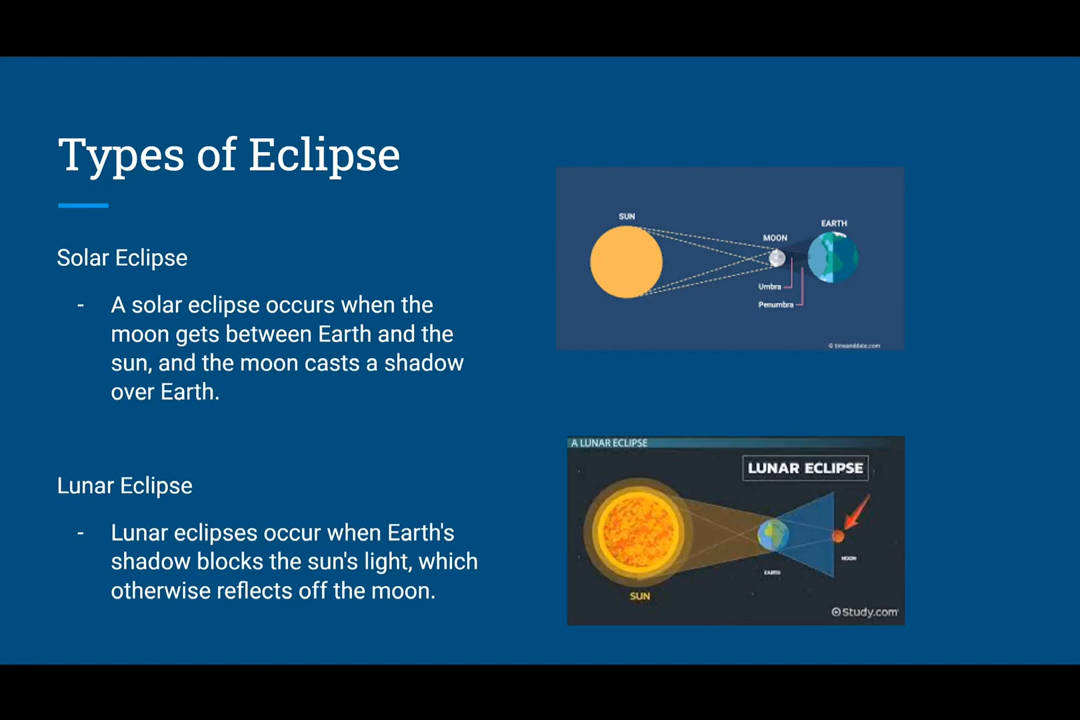 Types of Eclipse
Solar Eclipse
- A solar eclipse occurs when the
moon gets between Earth and the
sun, and the moon casts a shadow
over Earth.
Lunar Eclipse
- Lunar eclipses occur when Earth's
shadow blocks the sun's light, which
otherwise reflects off the moon.
SUN
MOON
EARTH
Umbra
Penumbra
© timeanddate.com
A LUNAR ECLIPSE
LUNAR ECLIPSE
SUN
EARTH
MOON
Study.com